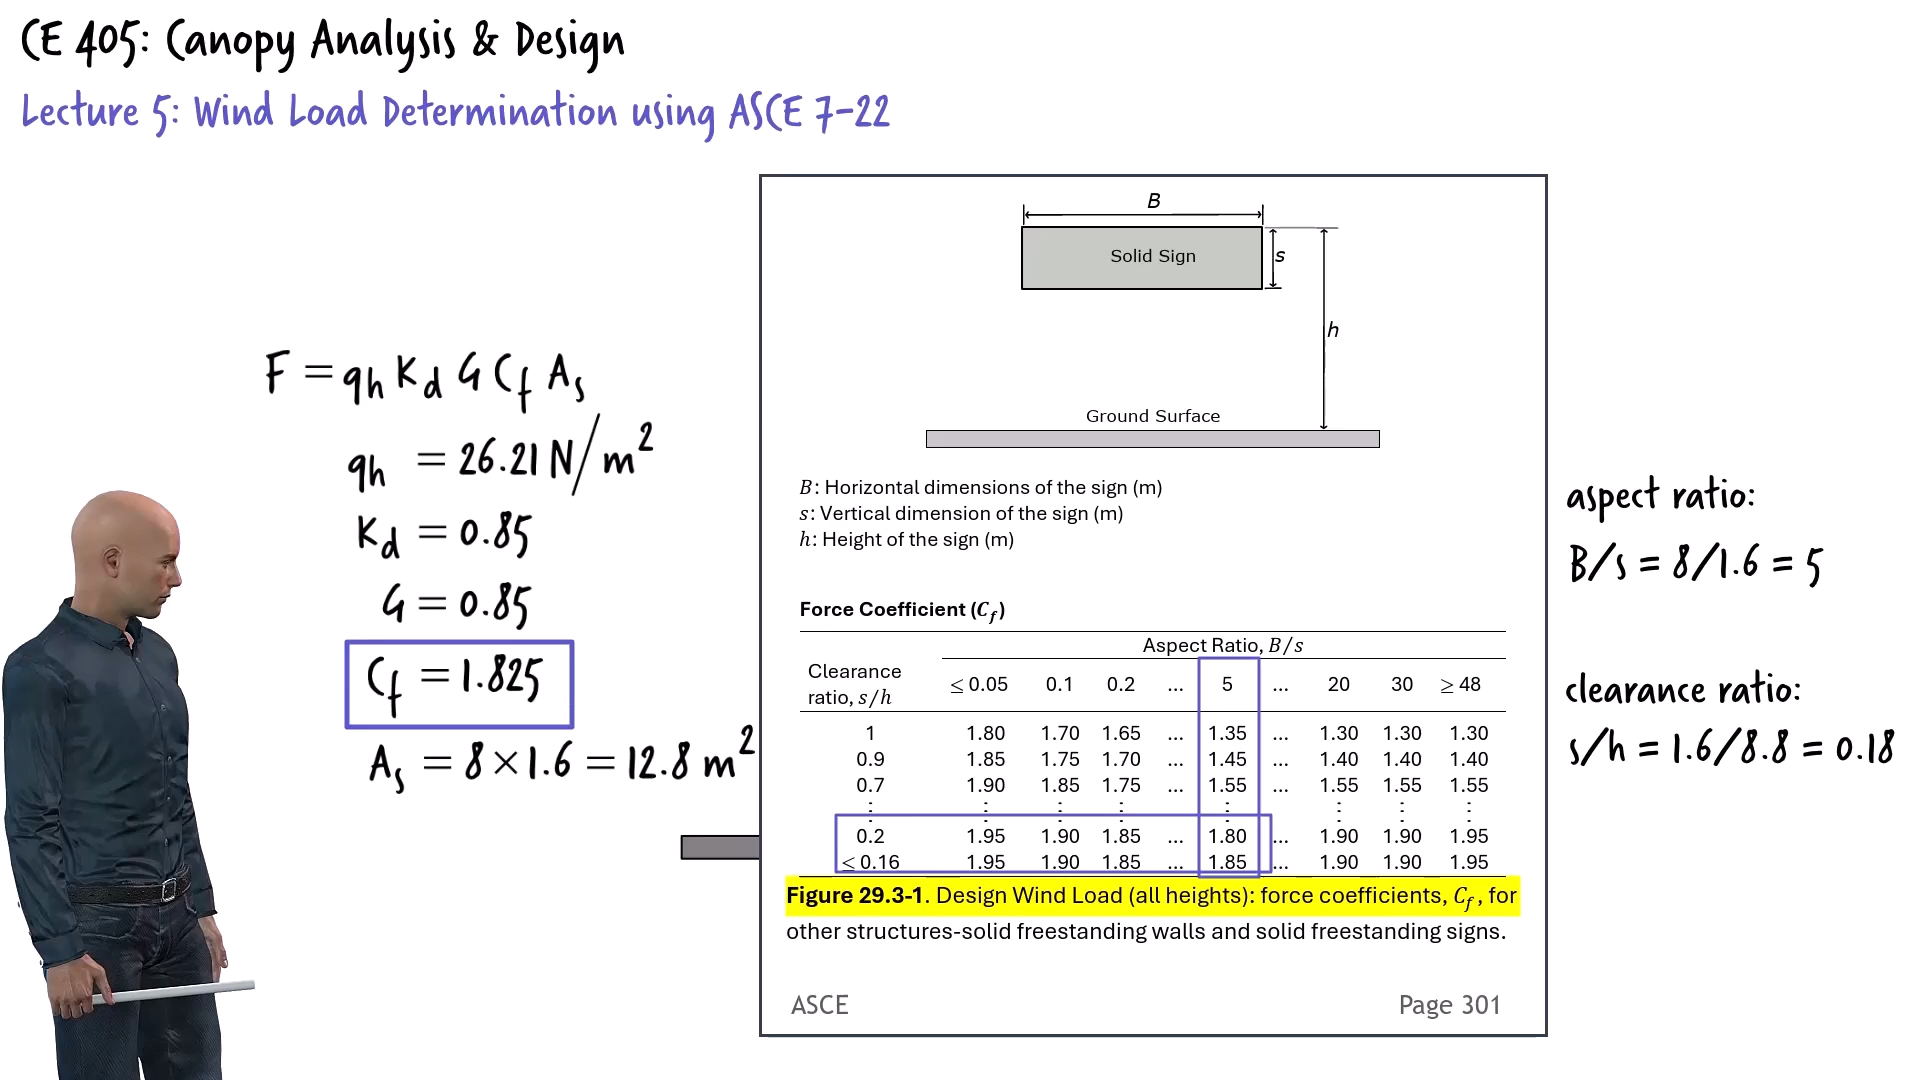 CE 405: Canopy Analysis & Design
Lecture 5: Wind Load Determination using ASCE 7-22
F = qh Kd G Cf As
qh = 26.21 N/m²
Kd = 0.85
G = 0.85
Cf = 1.825
As = 8 × 1.6 = 12.8 m²
B
Solid Sign
s
h
Ground Surface
B: Horizontal dimensions of the sign (m)
s: Vertical dimension of the sign (m)
h: Height of the sign (m)
Force Coefficient (Cf)
Aspect Ratio, B/s
Clearance
ratio, s/h
≤ 0.05 0.1 0.2 ... 5 ... 20 30 ≥ 48
1 1.80 1.70 1.65 ... 1.35 ... 1.30 1.30 1.30
0.9 1.85 1.75 1.70 ... 1.45 ... 1.40 1.40 1.40
0.7 1.90 1.85 1.75 ... 1.55 ... 1.55 1.55 1.55
⋮ ⋮ ⋮ ⋮ ⋮ ⋮ ⋮ ⋮
0.2 1.95 1.90 1.85 ... 1.80 ... 1.90 1.90 1.95
≤ 0.16 1.95 1.90 1.85 ... 1.85 ... 1.90 1.90 1.95
Figure 29.3-1. Design Wind Load (all heights): force coefficients, Cf, for
other structures-solid freestanding walls and solid freestanding signs.
ASCE Page 301
aspect ratio:
B/s = 8/1.6 = 5
clearance ratio:
s/h = 1.6/8.8 = 0.18